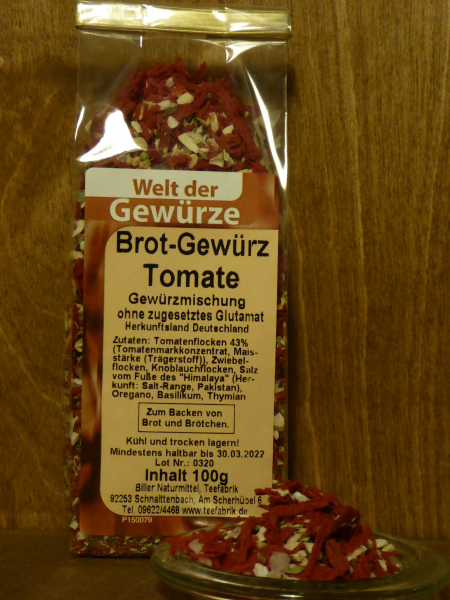 Welt der
Gewürze
Brot-Gewürz
Tomate
Gewürzmischung
ohne zugesetztes Glutamat
Herkunftsland Deutschland
Zutaten: Tomatenflocken 43%
(Tomatenmarkkonzentrat, Mais-
stärke (Trägerstoff)), Zwiebel-
flocken, Knoblauchflocken, Salz
vom Fuße des "Himalaya" (Her-
kunft: Salt-Range, Pakistan),
Oregano, Basilikum, Thymian
Zum Backen von
Brot und Brötchen.
Kühl und trocken lagern!
Mindestens haltbar bis 30.03.2022
Lot Nr.: 0320
Inhalt 100g
Biller Naturmittel, Teefabrik
92253 Schnaittenbach, Am Scherhübel 6
Tel. 09622/4468 www.teefabrik.de
P150079